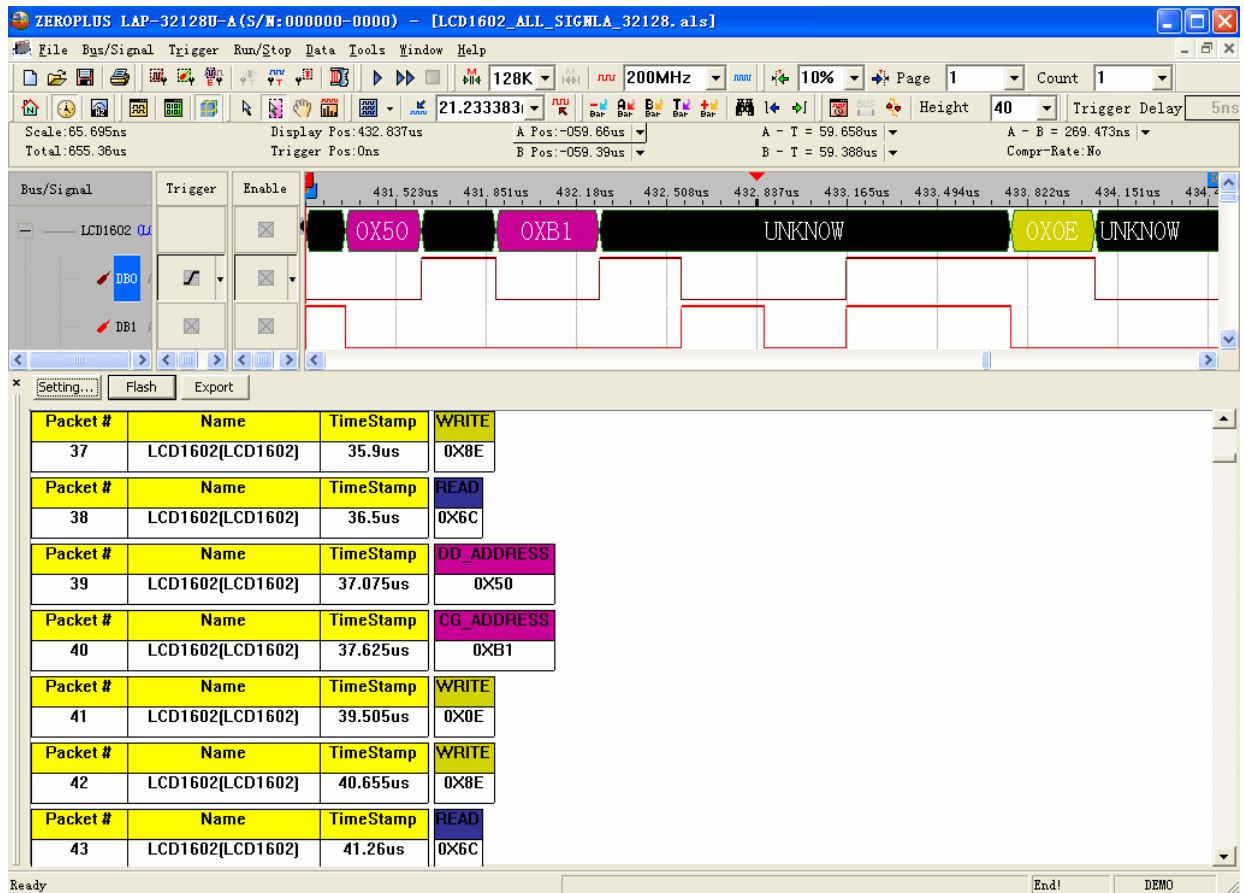 ZEROPLUS LAP-32128U-A(S/N:000000-0000) - [LCD1602_ALL_SIGNLA_32128.als]
File Bus/Signal Trigger Run/Stop Data Tools Window Help
128K 200MHz 10% Page 1 Count 1
21.233383 Bar Bar Bar Bar Bar Height 40 Trigger Delay 5ns
Scale:65.695ns Display Pos:432.837us A Pos:-059.66us A - T = 59.658us A - B = 269.473ns
Total:655.36us Trigger Pos:0ns B Pos:-059.39us B - T = 59.388us Compr-Rate:No
Bus/Signal Trigger Enable 431.523us 431.851us 432.18us 432.508us 432.837us 433.165us 433.494us 433.822us 434.151us 434.4
LCD1602 (L 0X50 0XB1 UNKNOW 0X0E UNKNOW
DB0
DB1
Setting... Flash Export
Packet # Name TimeStamp WRITE
37 LCD1602(LCD1602) 35.9us 0X8E
Packet # Name TimeStamp READ
38 LCD1602(LCD1602) 36.5us 0X6C
Packet # Name TimeStamp DD_ADDRESS
39 LCD1602(LCD1602) 37.075us 0X50
Packet # Name TimeStamp CG_ADDRESS
40 LCD1602(LCD1602) 37.625us 0XB1
Packet # Name TimeStamp WRITE
41 LCD1602(LCD1602) 39.505us 0X0E
Packet # Name TimeStamp WRITE
42 LCD1602(LCD1602) 40.655us 0X8E
Packet # Name TimeStamp READ
43 LCD1602(LCD1602) 41.26us 0X6C
Ready End! DEMO